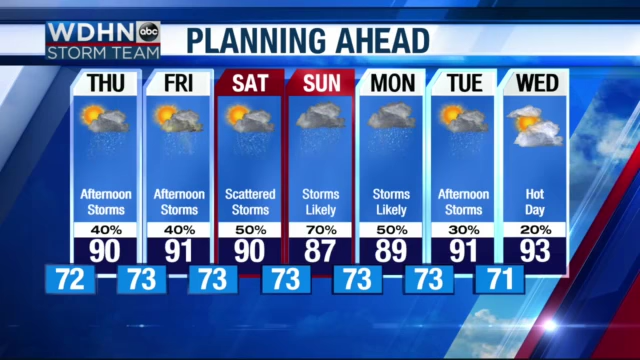 WDHN abc
STORM TEAM
PLANNING AHEAD
THU FRI SAT SUN MON TUE WED
Afternoon Afternoon Scattered Storms Storms Afternoon Hot
Storms Storms Storms Likely Likely Storms Day
40% 40% 50% 70% 50% 30% 20%
90 91 90 87 89 91 93
72 73 73 73 73 73 71